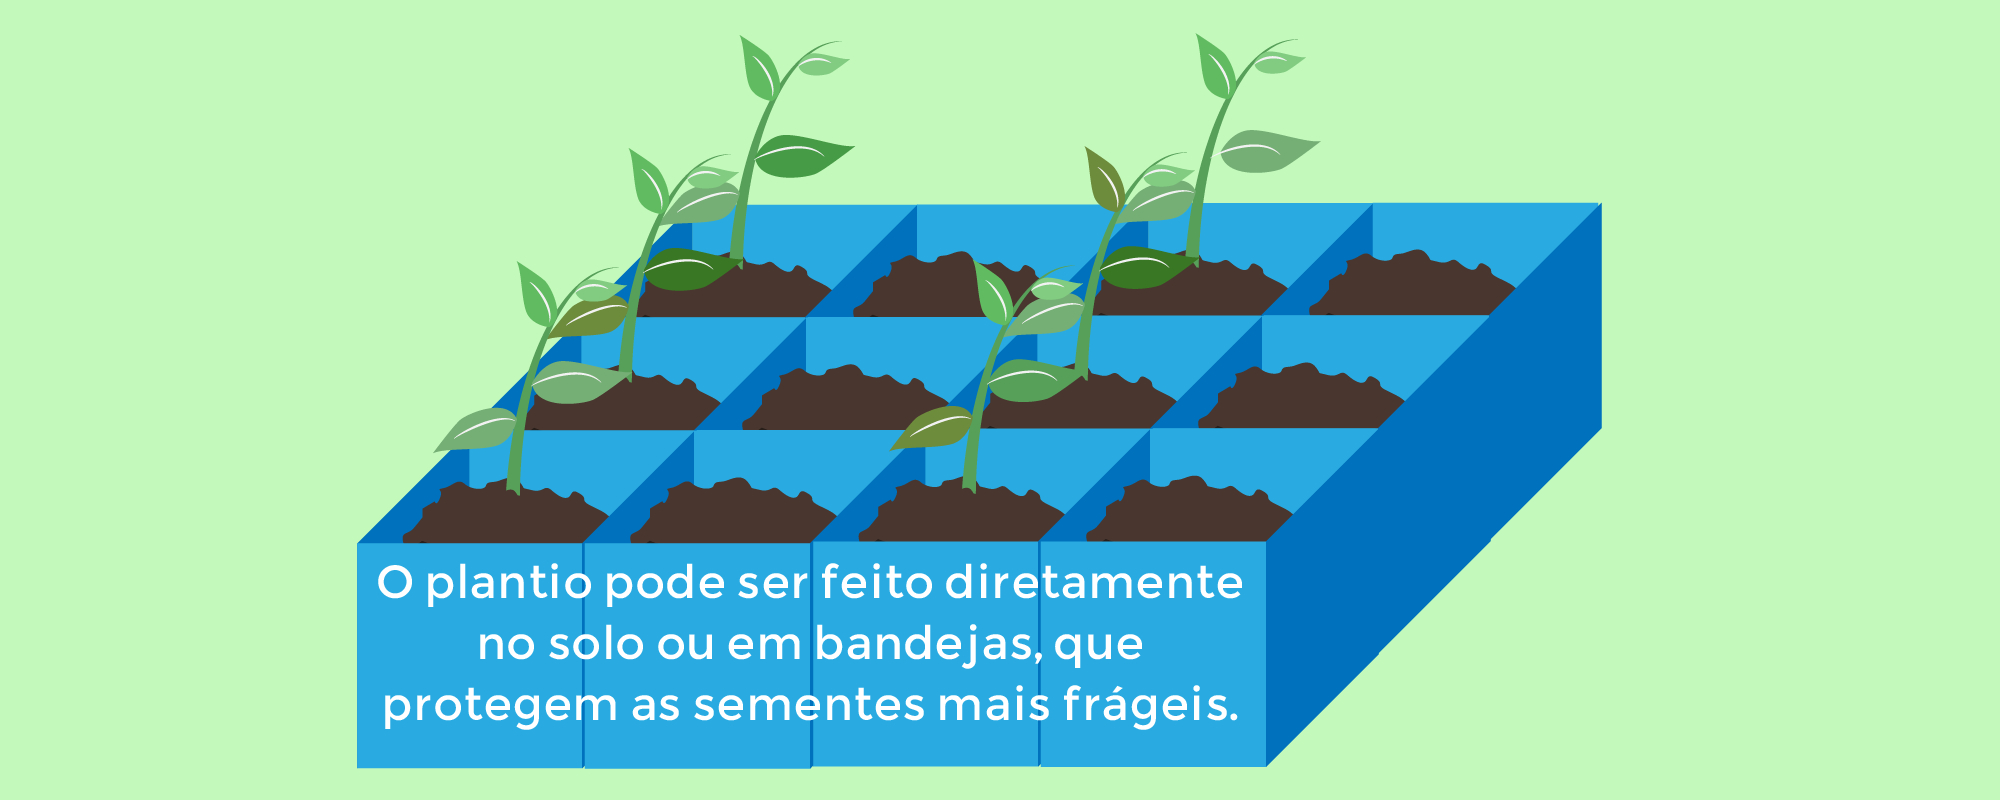 O plantio pode ser feito diretamente
no solo ou em bandejas, que
protegem as sementes mais frágeis.